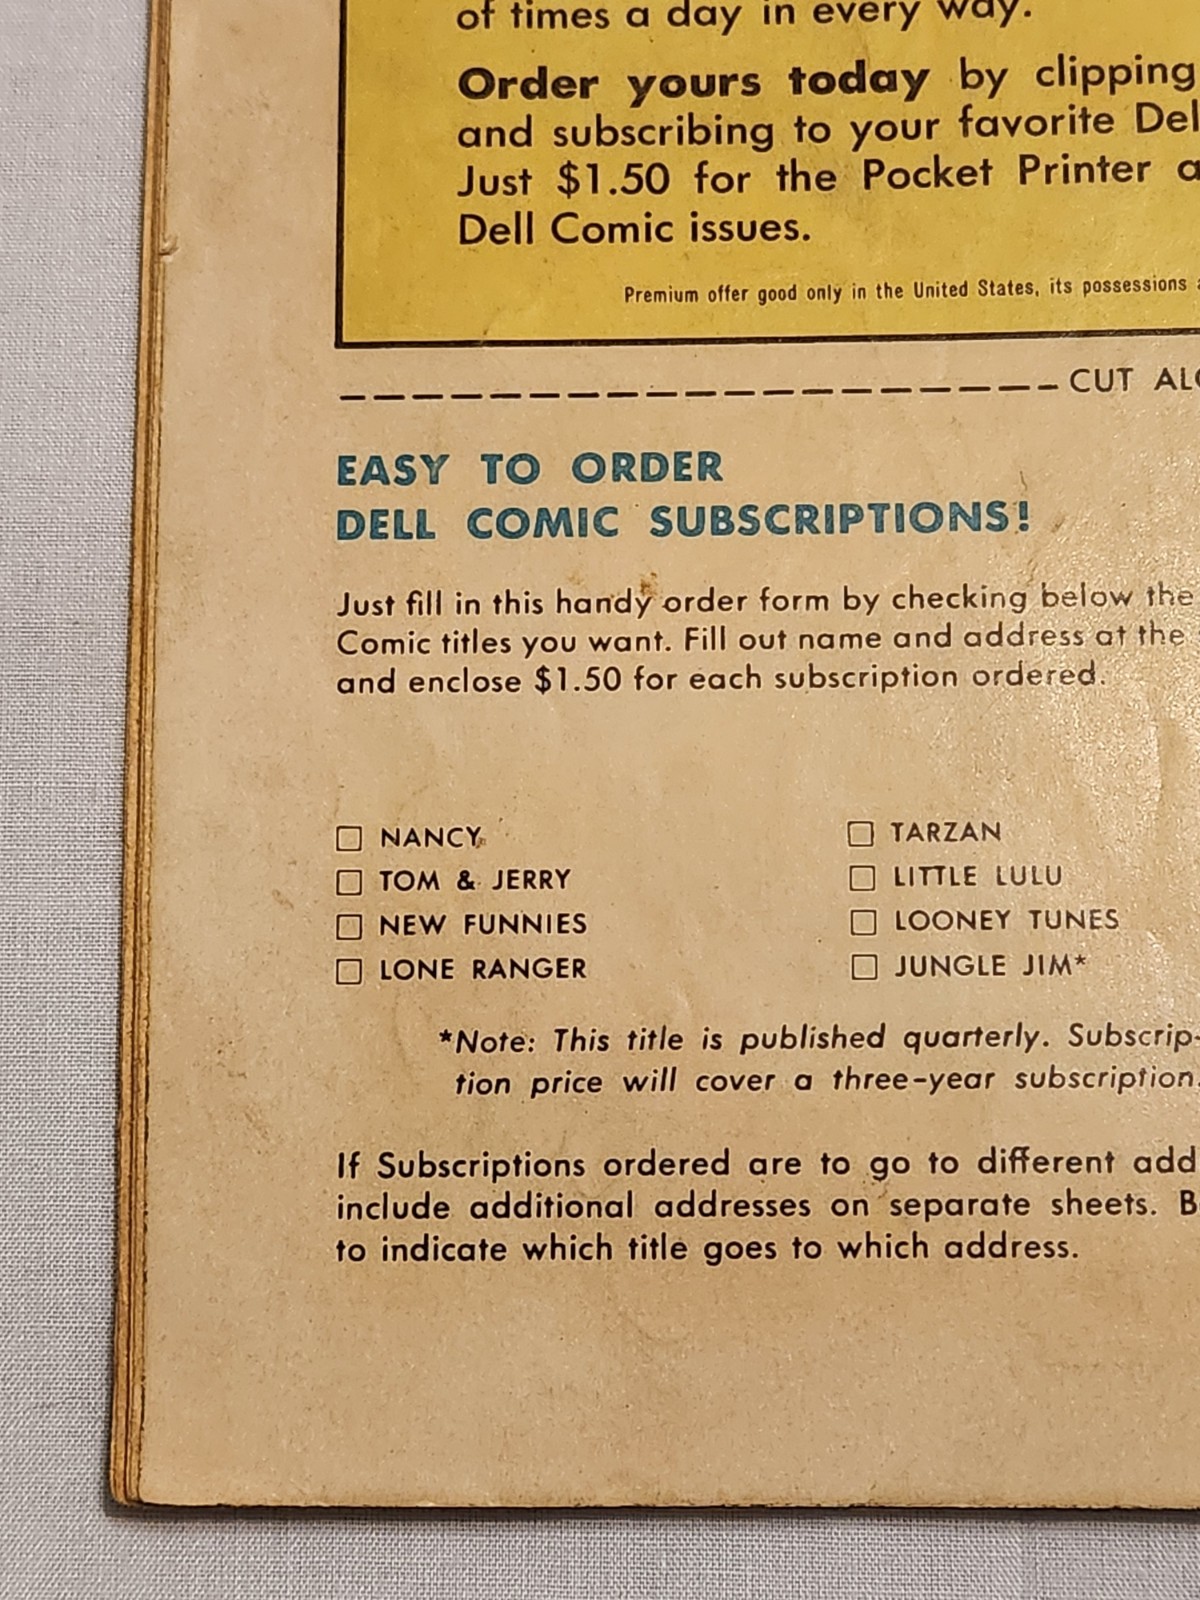 of times a day in every way.
Order yours today by clipping
and subscribing to your favorite Del
Just $1.50 for the Pocket Printer a
Dell Comic issues.
Premium offer good only in the United States, its possessions
CUT ALO
EASY TO ORDER
DELL COMIC SUBSCRIPTIONS!
Just fill in this handy order form by checking below the
Comic titles you want. Fill out name and address at the
and enclose $1.50 for each subscription ordered.
NANCY
TOM & JERRY
NEW FUNNIES
LONE RANGER
TARZAN
LITTLE LULU
LOONEY TUNES
JUNGLE JIM*
*Note: This title is published quarterly. Subscrip-
tion price will cover a three-year subscription.
If Subscriptions ordered are to go to different add
include additional addresses on separate sheets. B
to indicate which title goes to which address.